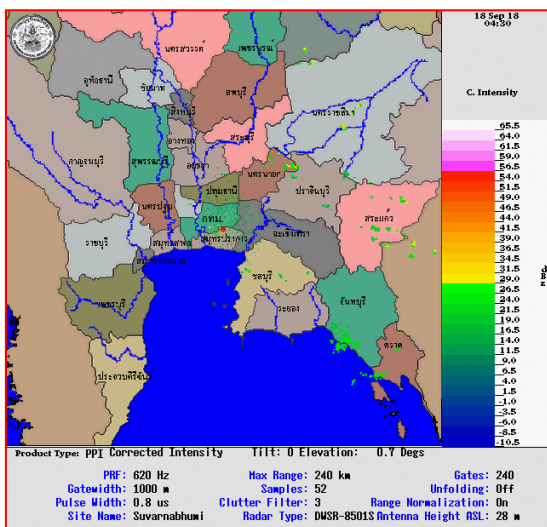 18 Sep 18
04:30
C. Intensity
นครสวรรค์
เพชรบูรณ์
อุทัยธานี
ชัยนาท
ลพบุรี
สิงห์บุรี
นครราชสีมา
อ่างทอง
สระบุรี
กาญจนบุรี
สุพรรณบุรี
อยุธยา
นครนายก
ปราจีนบุรี
ปทุมธานี
นครปฐม
กทม.
สระแก้ว
ฉะเชิงเทรา
ราชบุรี
สมุทรสาคร
สมุทรปราการ
ชลบุรี
เพชรบุรี
ระยอง
จันทบุรี
ตราด
65.5
64.0
61.5
59.0
56.5
54.0
51.5
49.0
46.5
44.0
41.5
39.0
36.5
34.0
31.5
29.0
26.5
24.0
21.5
19.0
16.5
14.0
11.5
9.0
6.5
4.0
1.5
-1.0
-3.5
-6.0
-8.5
-10.5
Product Type: PPI Corrected Intensity Tilt: 0 Elevation: 0.7 Degs
PRF: 620 Hz Max Range: 240 km Gates: 240
Gatewidth: 1000 m Samples: 52 Unfolding: Off
Pulse Width: 0.8 us Clutter Filter: 3 Range Normalization: On
Site Name: Suvarnabhumi Radar Type: DWSR-8501S Antenna Height ASL: 28 m